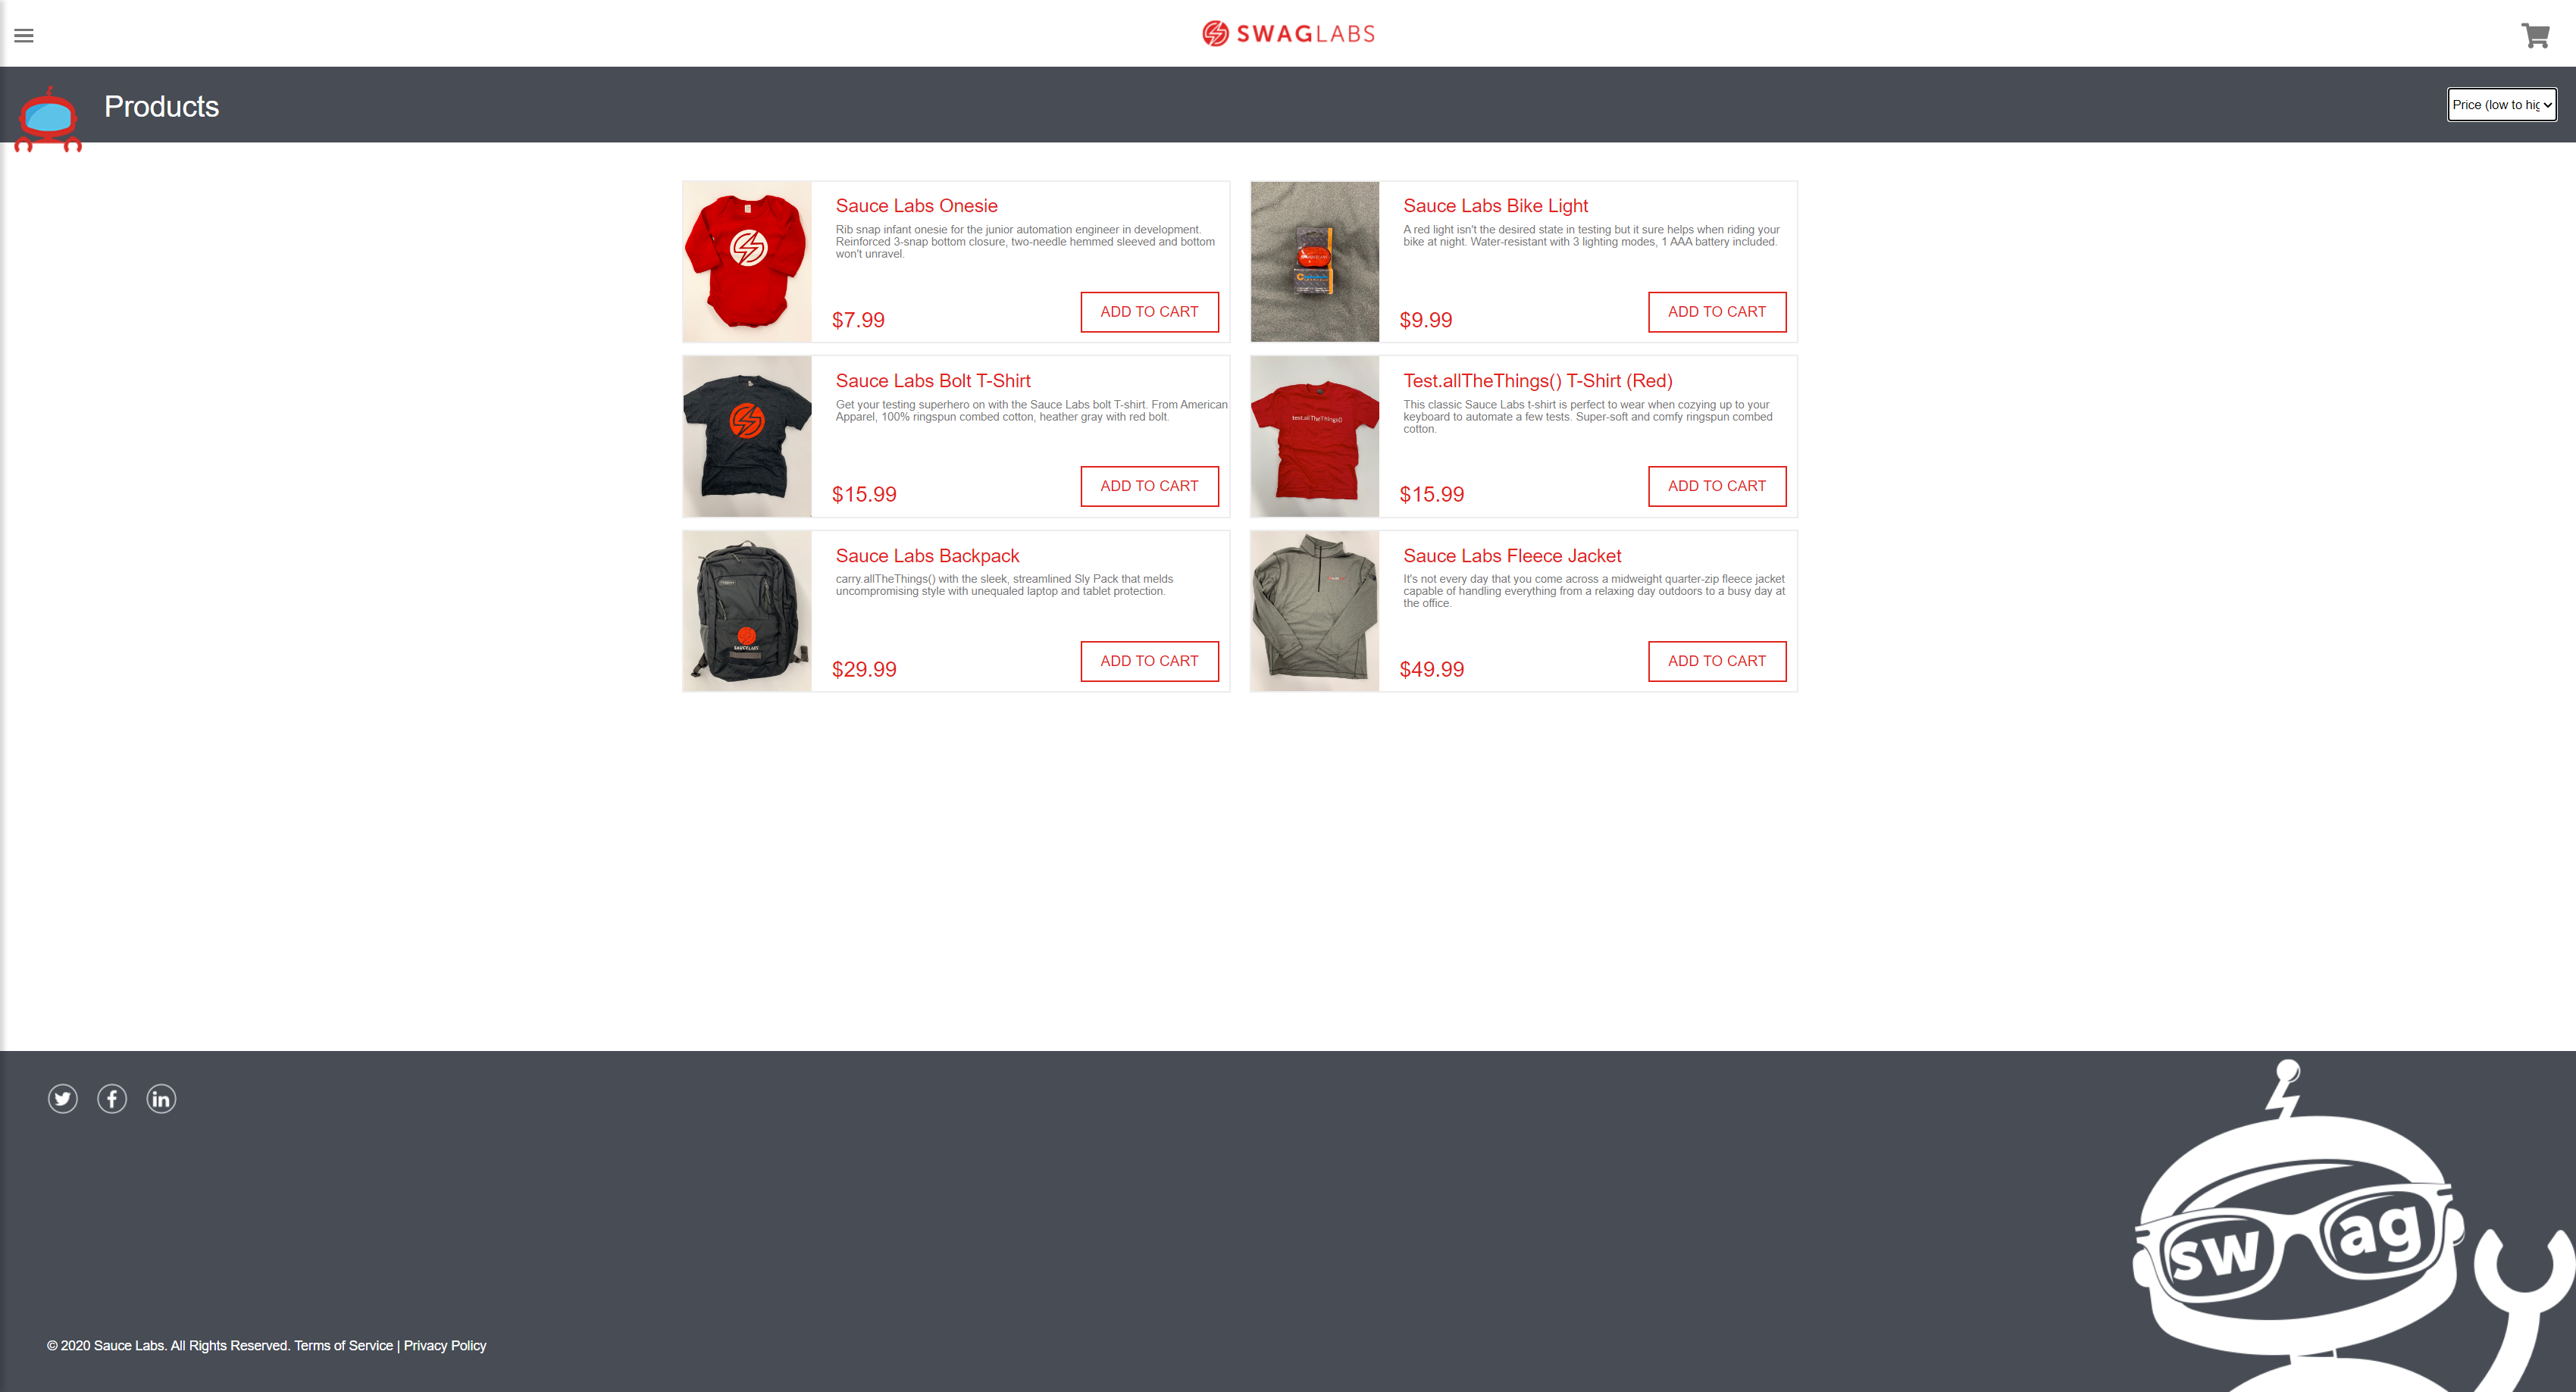 SWAGLABS
Products
Price (low to hig
Sauce Labs Onesie
Rib snap infant onesie for the junior automation engineer in development.
Reinforced 3-snap bottom closure, two-needle hemmed sleeved and bottom
won't unravel.
$7.99
ADD TO CART
Sauce Labs Bike Light
A red light isn't the desired state in testing but it sure helps when riding your
bike at night. Water-resistant with 3 lighting modes, 1 AAA battery included.
$9.99
ADD TO CART
Sauce Labs Bolt T-Shirt
Get your testing superhero on with the Sauce Labs bolt T-shirt. From American
Apparel, 100% ringspun combed cotton, heather gray with red bolt.
$15.99
ADD TO CART
test.allTheThings()
Test.allTheThings() T-Shirt (Red)
This classic Sauce Labs t-shirt is perfect to wear when cozying up to your
keyboard to automate a few tests. Super-soft and comfy ringspun combed
cotton.
$15.99
ADD TO CART
SAUCELABS
Sauce Labs Backpack
carry.allTheThings() with the sleek, streamlined Sly Pack that melds
uncompromising style with unequaled laptop and tablet protection.
$29.99
ADD TO CART
Sauce Labs Fleece Jacket
It's not every day that you come across a midweight quarter-zip fleece jacket
capable of handling everything from a relaxing day outdoors to a busy day at
the office.
$49.99
ADD TO CART
sw ag
© 2020 Sauce Labs. All Rights Reserved. Terms of Service | Privacy Policy